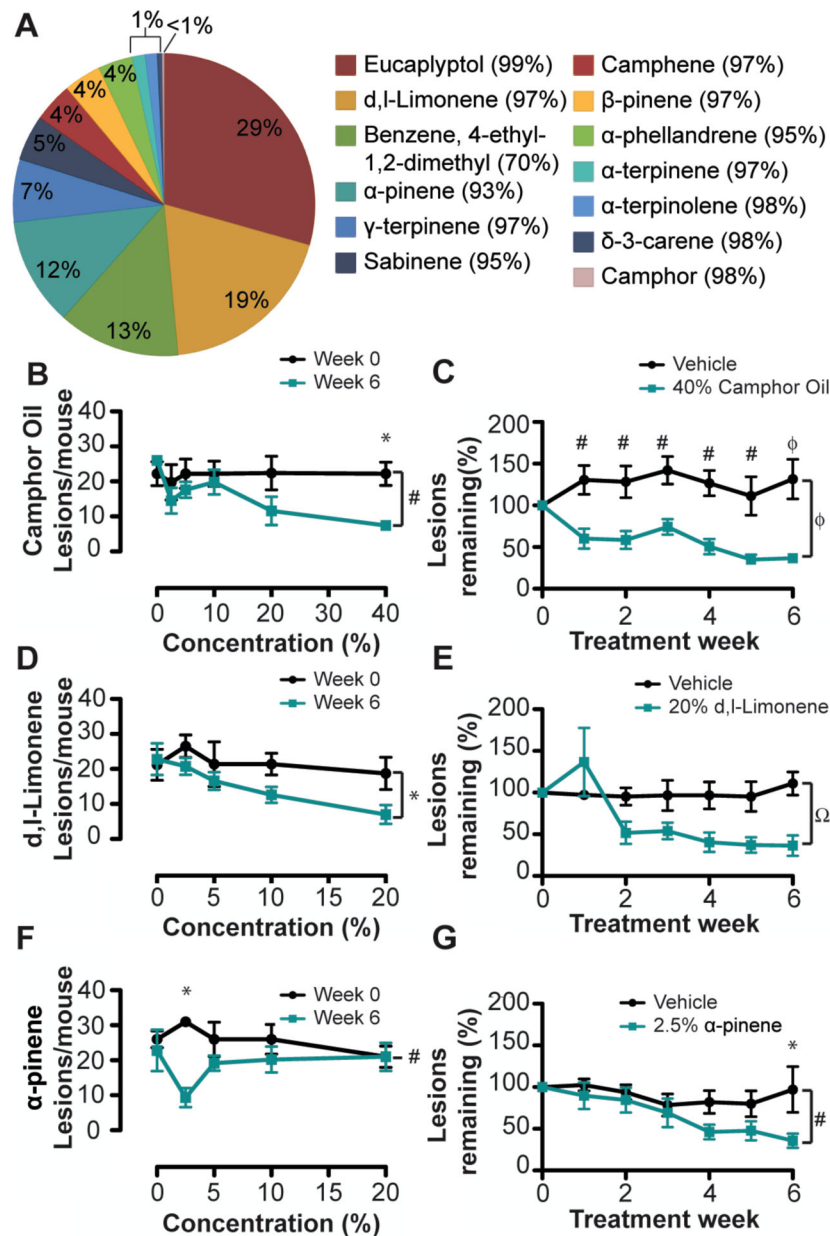 A
1%
<1%
4%
4%
4%
5%
7%
12%
13%
19%
29%
Eucaplyptol (99%)
d,l-Limonene (97%)
Benzene, 4-ethyl-
1,2-dimethyl (70%)
α-pinene (93%)
γ-terpinene (97%)
Sabinene (95%)
Camphene (97%)
β-pinene (97%)
α-phellandrene (95%)
α-terpinene (97%)
α-terpinolene (98%)
δ-3-carene (98%)
Camphor (98%)
B
Week 0
Week 6
Camphor Oil
Lesions/mouse
40
30
20
10
0
*
#
0 10 20 30 40
Concentration (%)
C
Vehicle
40% Camphor Oil
Lesions
remaining(%)
200
150
100
50
0
# # # # # ϕ
ϕ
0 2 4 6
Treatment week
D
Week 0
Week 6
d,l-Limonene
Lesions/mouse
40
30
20
10
0
*
0 5 10 15 20
Concentration (%)
E
Vehicle
20% d,l-Limonene
Lesions
remaining (%)
200
150
100
50
0
Ω
0 2 4 6
Treatment week
F
Week 0
Week 6
α-pinene
Lesions/mouse
40
30
20
10
0
*
#
0 5 10 15 20
Concentration (%)
G
Vehicle
2.5% α-pinene
Lesions
remaining (%)
200
150
100
50
0
*
#
0 2 4 6
Treatment week